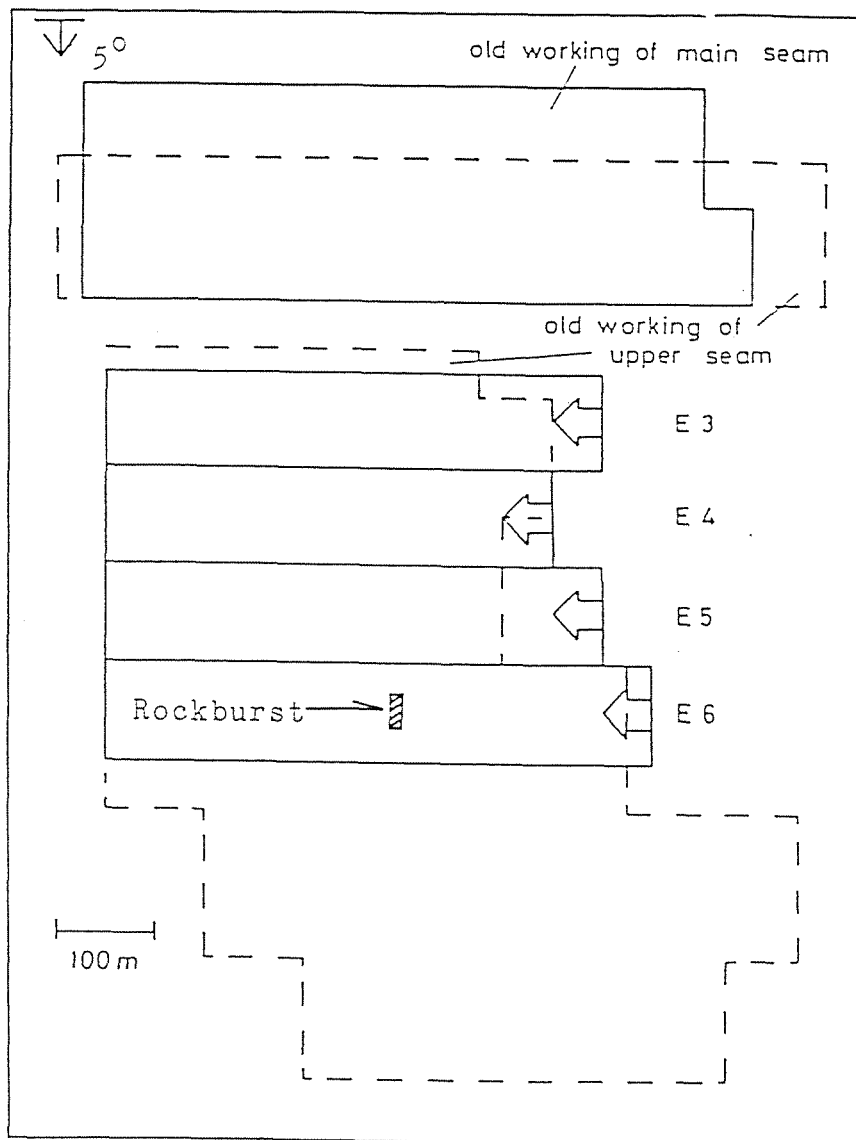 5°
old working of main seam
old working of
upper seam
E 3
E 4
E 5
Rockburst
E 6
100 m